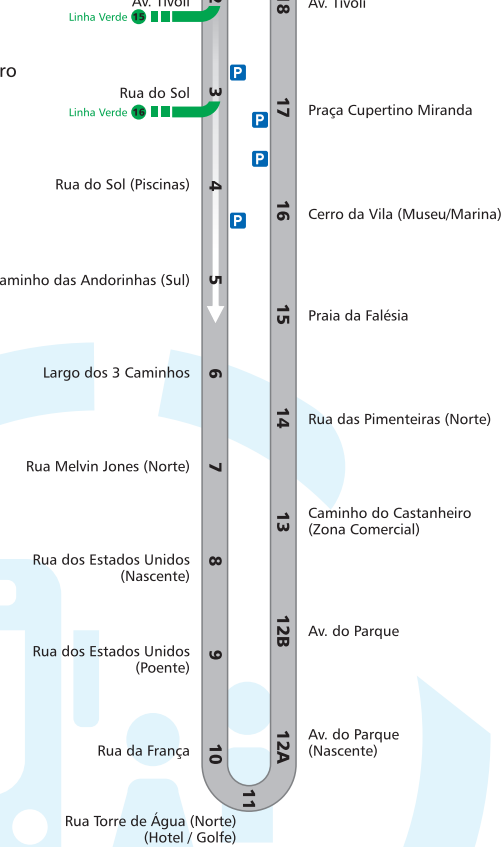 Av. Tivoli
Linha Verde 15
2
ro
Rua do Sol
Linha Verde 16
3
P
P
P
Rua do Sol (Piscinas)
4
P
aminho das Andorinhas (Sul)
5
Largo dos 3 Caminhos
6
Rua Melvin Jones (Norte)
7
Rua dos Estados Unidos
(Nascente)
8
Rua dos Estados Unidos
(Poente)
9
Rua da França
10
Rua Torre de Água (Norte)
(Hotel / Golfe)
11
12A
Av. do Parque
(Nascente)
12B
Av. do Parque
13
Caminho do Castanheiro
(Zona Comercial)
14
Rua das Pimenteiras (Norte)
15
Praia da Falésia
16
Cerro da Vila (Museu/Marina)
17
Praça Cupertino Miranda
18
Av. Tivoli